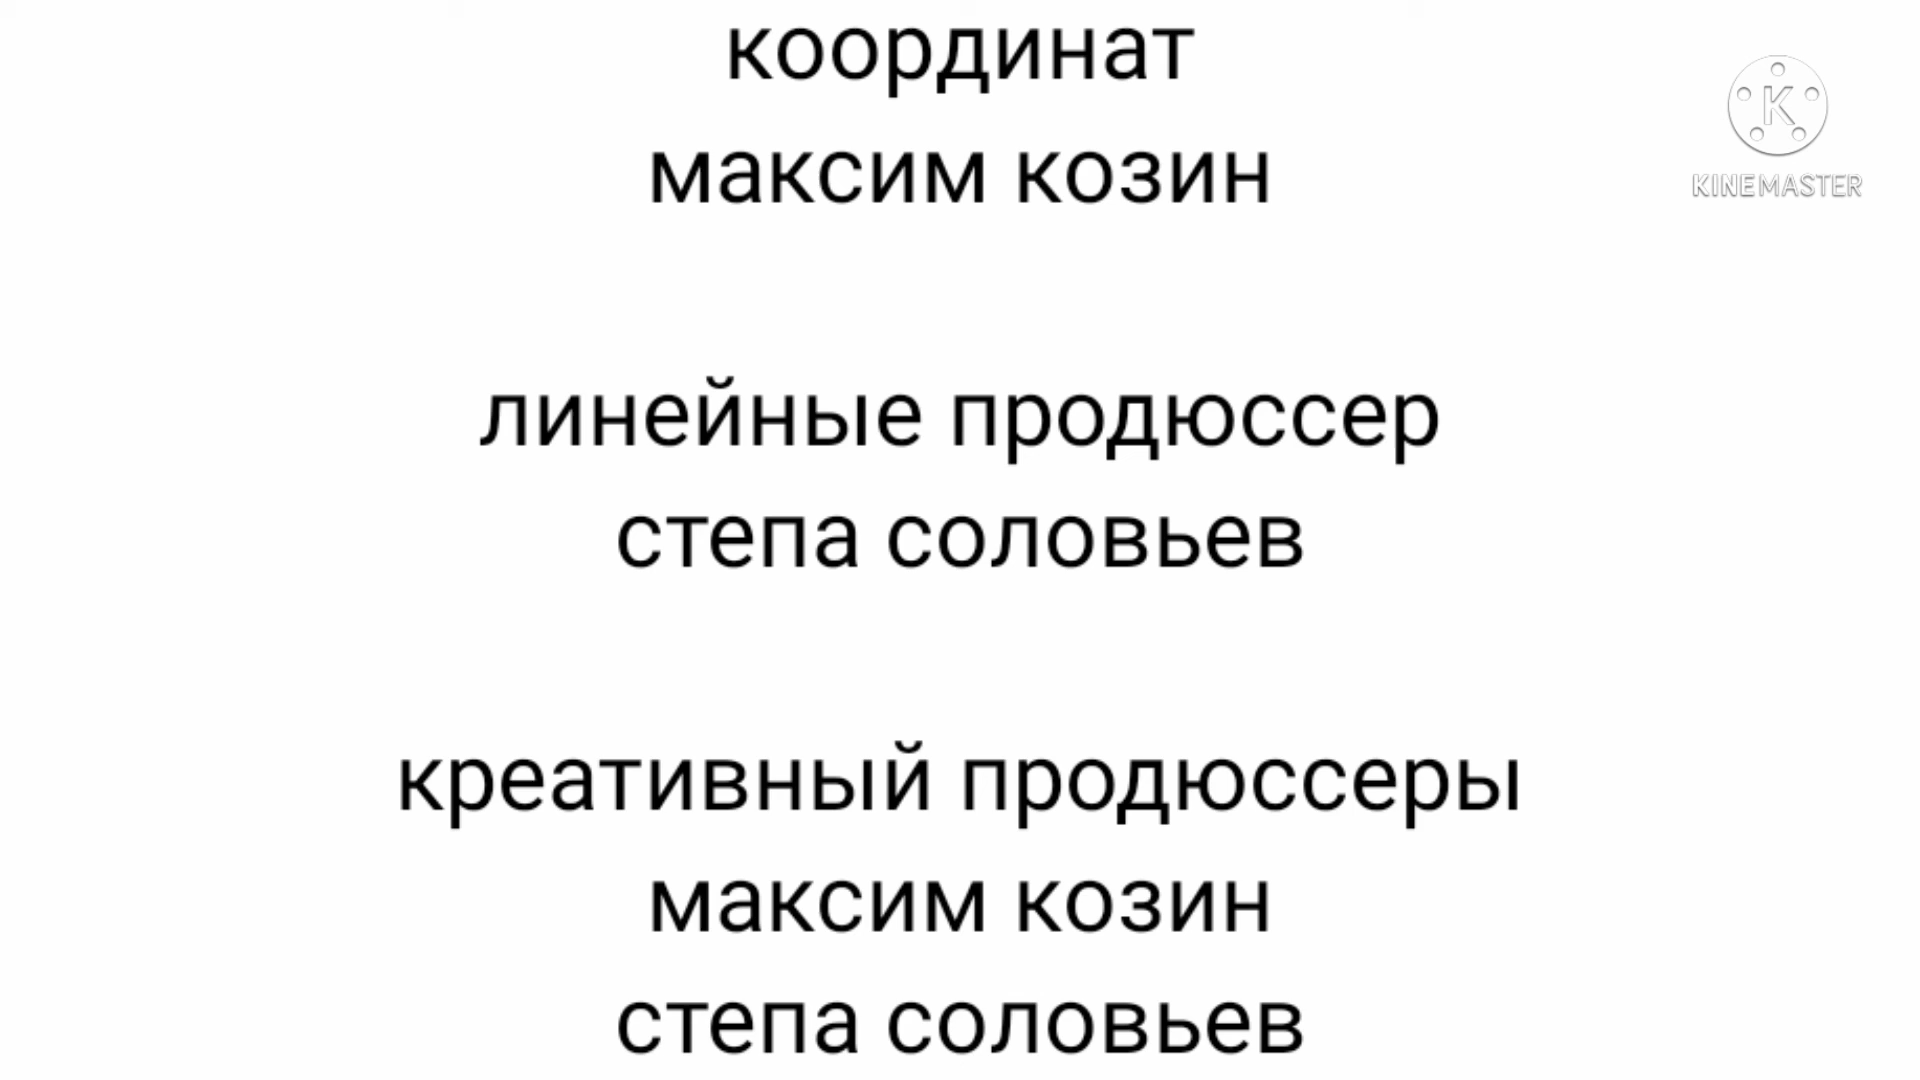 координат
максим козин
линейные продюссер
степа соловьев
креативный продюссеры
максим козин
степа соловьев
K
KINEMASTER